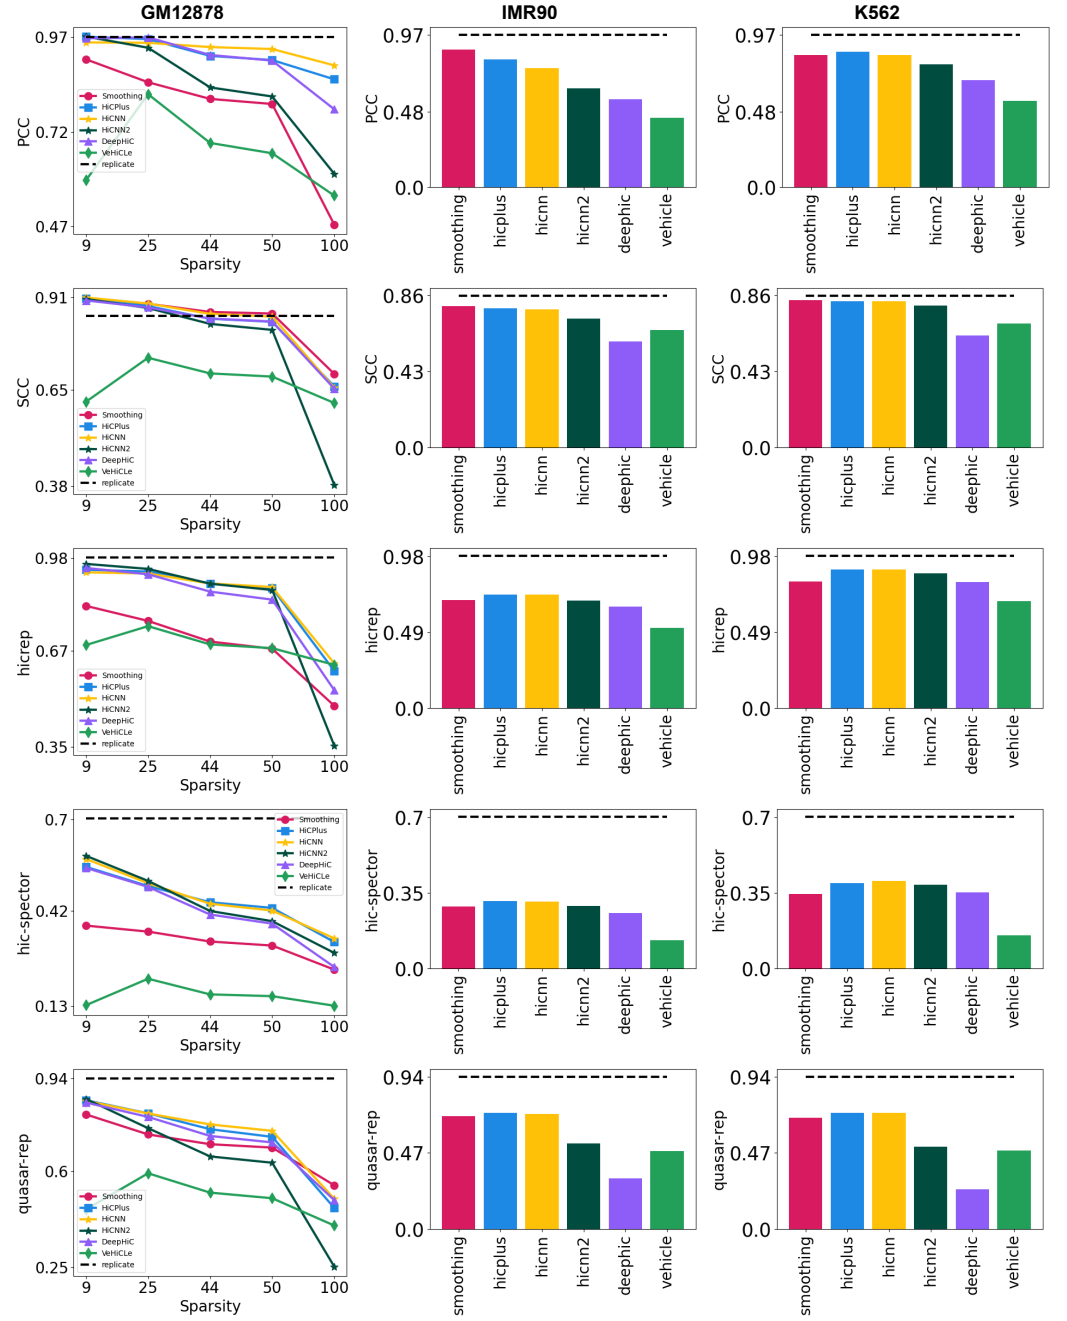 GM12878
IMR90
K562
0.97
0.72
0.47
PCC
Smoothing
HiCPlus
HiCNN
HiCNN2
DeepHiC
VeHiCLe
replicate
9 25 44 50 100
Sparsity
0.97
0.48
0.0
PCC
smoothing hicplus hicnn hicnn2 deephic vehicle
0.97
0.48
0.0
PCC
smoothing hicplus hicnn hicnn2 deephic vehicle
0.91
0.65
0.38
SCC
Smoothing
HiCPlus
HiCNN
HiCNN2
DeepHiC
VeHiCLe
replicate
9 25 44 50 100
Sparsity
0.86
0.43
0.0
SCC
smoothing hicplus hicnn hicnn2 deephic vehicle
0.86
0.43
0.0
SCC
smoothing hicplus hicnn hicnn2 deephic vehicle
0.98
0.67
0.35
hicrep
Smoothing
HiCPlus
HiCNN
HiCNN2
DeepHiC
VeHiCLe
replicate
9 25 44 50 100
Sparsity
0.98
0.49
0.0
hicrep
smoothing hicplus hicnn hicnn2 deephic vehicle
0.98
0.49
0.0
hicrep
smoothing hicplus hicnn hicnn2 deephic vehicle
0.7
0.42
0.13
hic-spector
Smoothing
HiCPlus
HiCNN
HiCNN2
DeepHiC
VeHiCLe
replicate
9 25 44 50 100
Sparsity
0.7
0.35
0.0
hic-spector
smoothing hicplus hicnn hicnn2 deephic vehicle
0.7
0.35
0.0
hic-spector
smoothing hicplus hicnn hicnn2 deephic vehicle
0.94
0.6
0.25
quasar-rep
Smoothing
HiCPlus
HiCNN
HiCNN2
DeepHiC
VeHiCLe
replicate
9 25 44 50 100
Sparsity
0.94
0.47
0.0
quasar-rep
smoothing hicplus hicnn hicnn2 deephic vehicle
0.94
0.47
0.0
quasar-rep
smoothing hicplus hicnn hicnn2 deephic vehicle